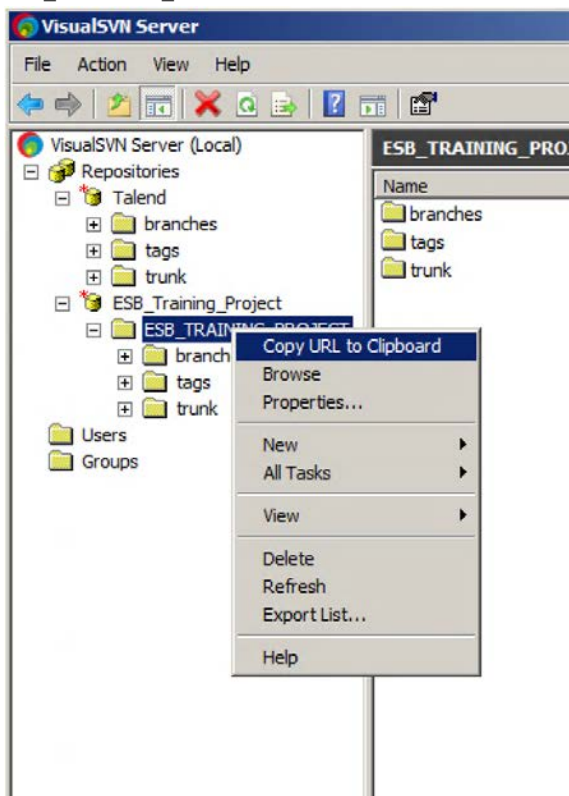 VisualSVN Server
File Action View Help
VisualSVN Server (Local)
Repositories
Talend
branches
tags
trunk
ESB_Training_Project
ESB_TRAINING_PROJECT
branch
tags
trunk
Users
Groups
ESB_TRAINING_PRO
Name
branches
tags
trunk
Copy URL to Clipboard
Browse
Properties...
New
All Tasks
View
Delete
Refresh
Export List...
Help